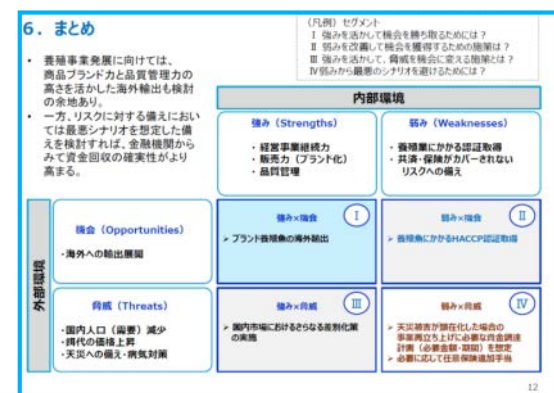 6．まとめ
（凡例）セグメント
Ⅰ 強みを活かして機会を勝ち取るためには？
Ⅱ 弱みを改善して機会を獲得するための施策は？
Ⅲ 強みを活かして、脅威を機会に変える施策とは？
Ⅳ 弱みから最悪のシナリオを避けるためには？
• 養殖事業発展に向けては、
商品ブランド力と品質管理力の
高さを活かした海外輸出も検討
の余地あり。
• 一方、リスクに対する備えにおい
ては最悪シナリオを想定した備
えを検討すれば、金融機関から
みて資金回収の確実性がより
高まる。
内部環境
強み（Strengths）
・経営事業継続力
・販売力（ブランド化）
・品質管理
弱み（Weaknesses）
・養殖業にかかる認証取得
・共済・保険がカバーされない
リスクへの備え
外部環境
機会（Opportunities）
・海外への輸出展開
強み×機会
Ⅰ
➢ ブランド養殖魚の海外輸出
弱み×機会
Ⅱ
➢ 養殖魚にかかるHACCP認証取得
脅威（Threats）
・国内人口（需要）減少
・餌代の価格上昇
・天災への備え・病気対策
強み×脅威
Ⅲ
➢ 国内市場におけるさらなる差別化策
の実施
弱み×脅威
Ⅳ
➢ 天災被害が顕在化した場合の
事業再立ち上げに必要な資金調達
計画（必要金額・期間）を想定
➢ 必要に応じて任意保険追加手当
12